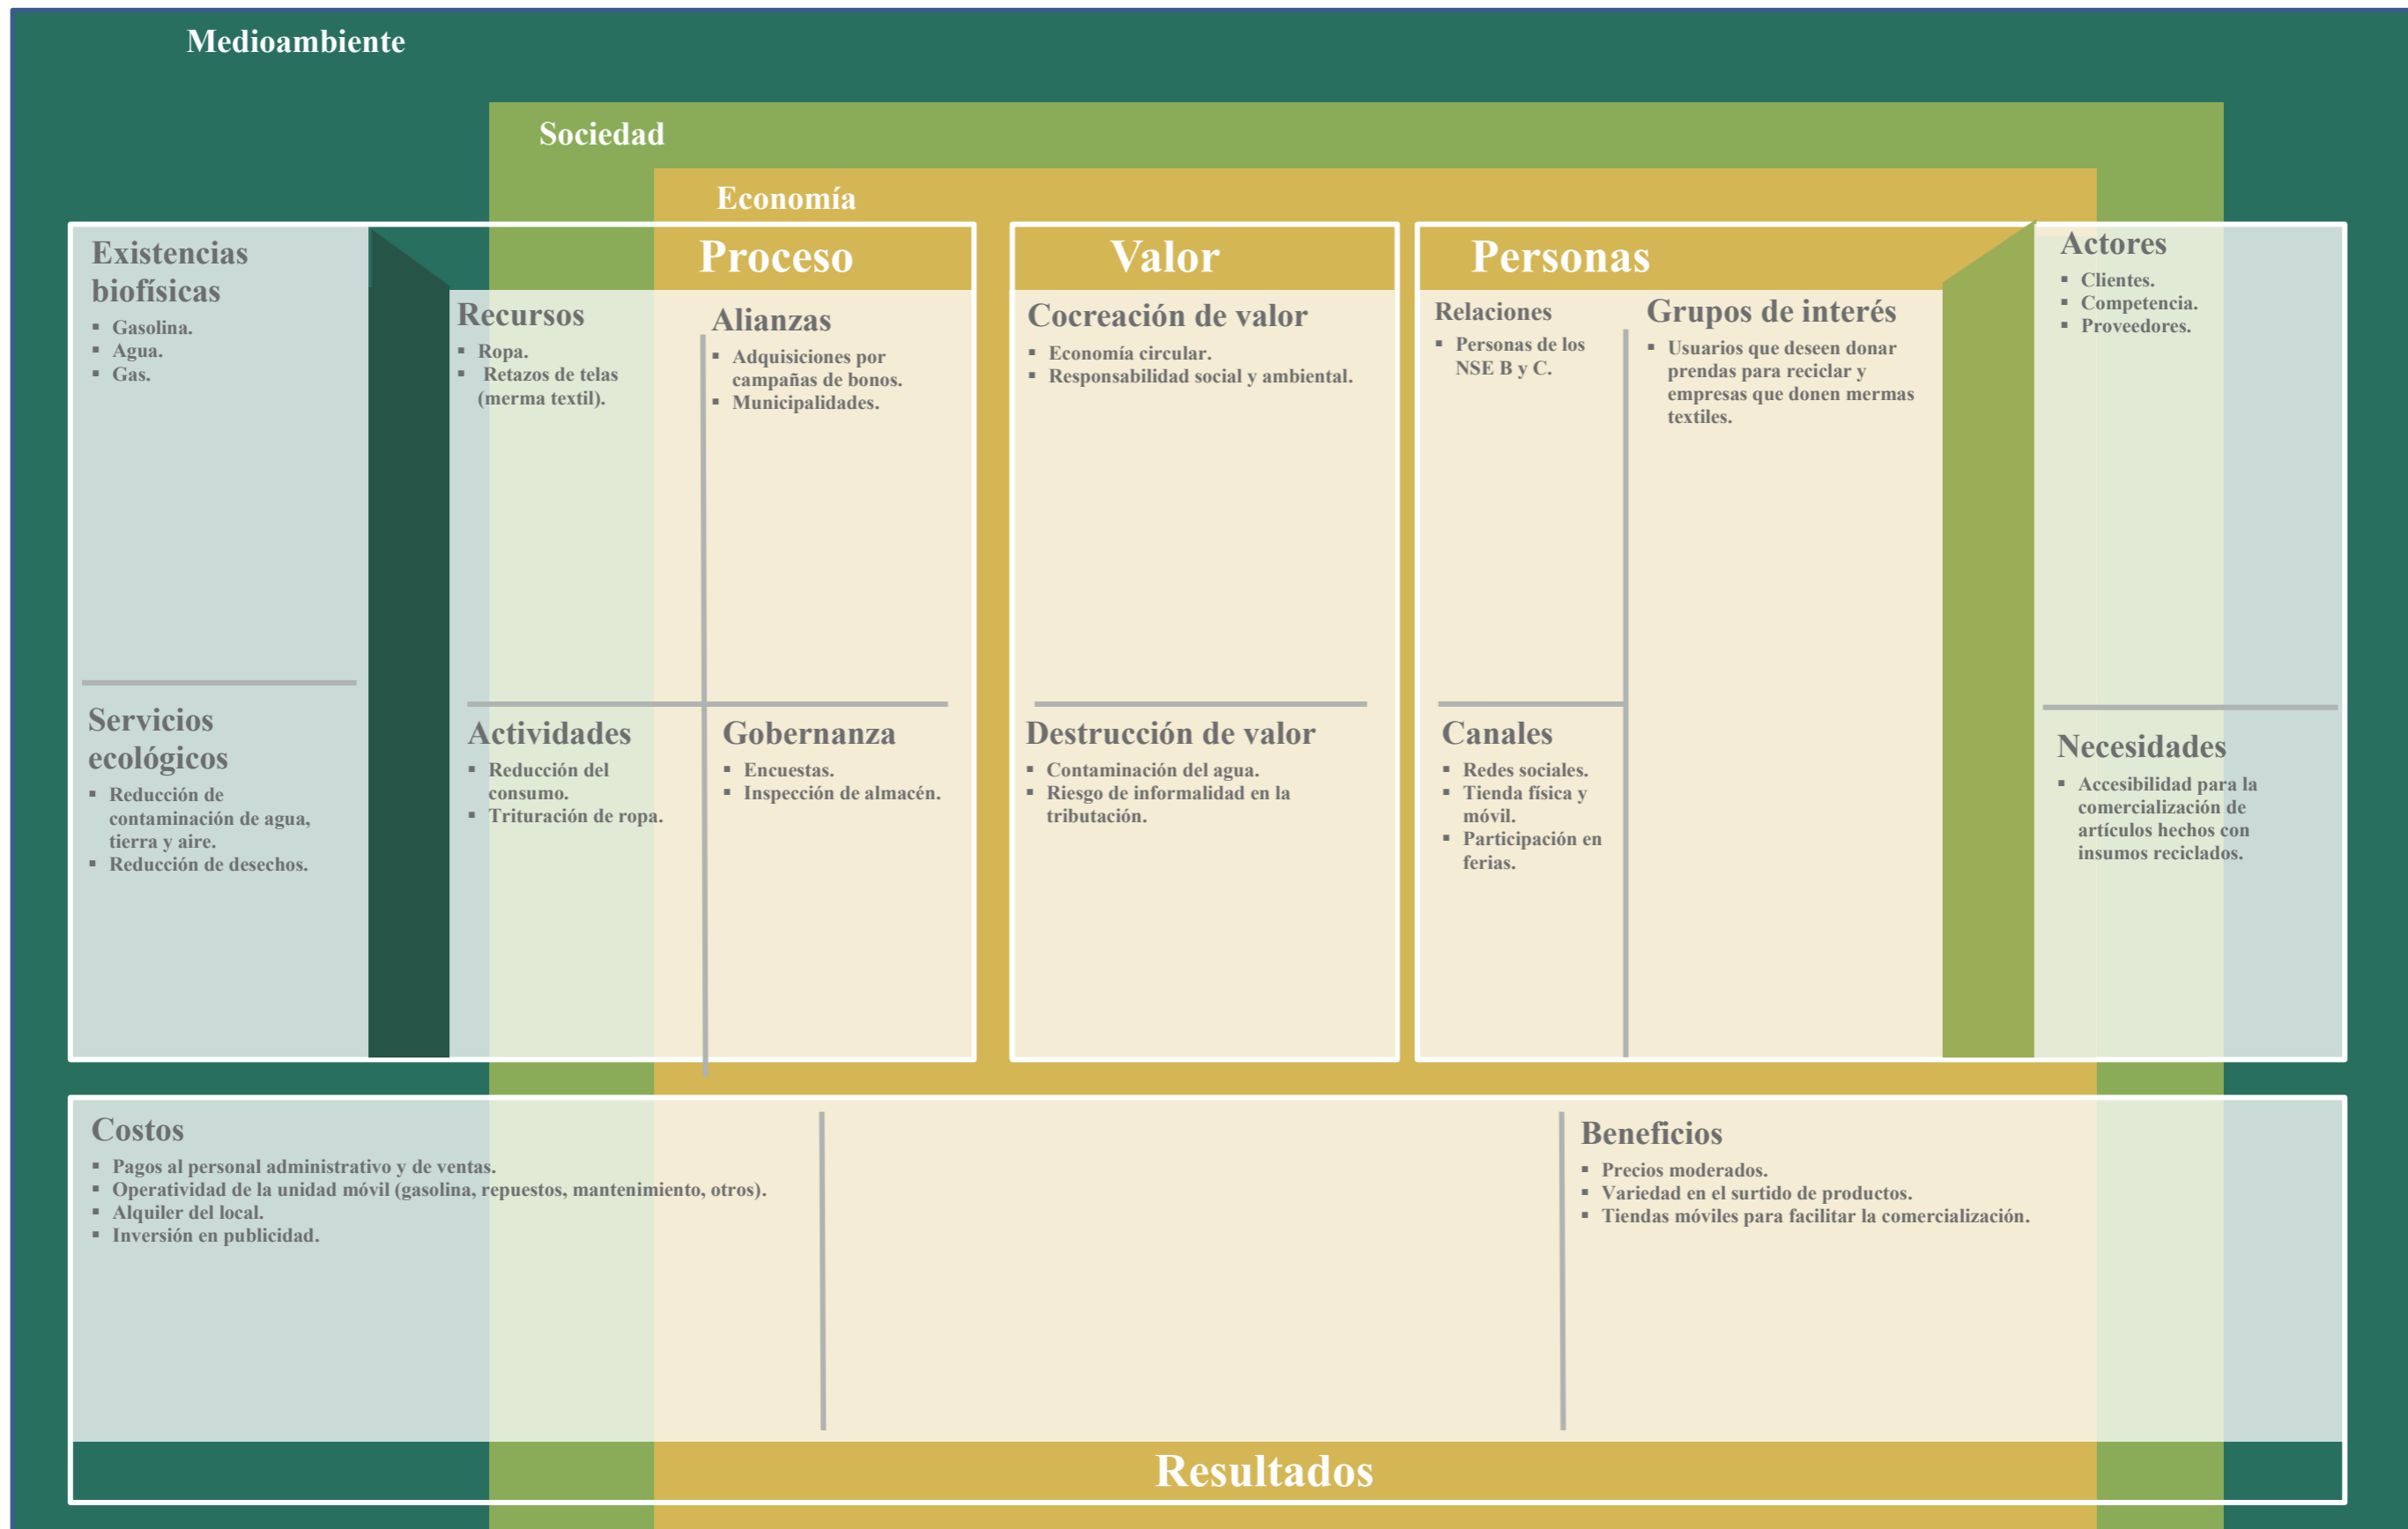 Medioambiente
Sociedad
Economía
Existencias
biofísicas
▪ Gasolina.
▪ Agua.
▪ Gas.
Servicios
ecológicos
▪ Reducción de
contaminación de agua,
tierra y aire.
▪ Reducción de desechos.
Proceso
Recursos
▪ Ropa.
▪ Retazos de telas
(merma textil).
Alianzas
▪ Adquisiciones por
campañas de bonos.
▪ Municipalidades.
Actividades
▪ Reducción del
consumo.
▪ Trituración de ropa.
Gobernanza
▪ Encuestas.
▪ Inspección de almacén.
Valor
Cocreación de valor
▪ Economía circular.
▪ Responsabilidad social y ambiental.
Destrucción de valor
▪ Contaminación del agua.
▪ Riesgo de informalidad en la
tributación.
Personas
Relaciones
▪ Personas de los
NSE B y C.
Grupos de interés
▪ Usuarios que deseen donar
prendas para reciclar y
empresas que donen mermas
textiles.
Canales
▪ Redes sociales.
▪ Tienda física y
móvil.
▪ Participación en
ferias.
Actores
▪ Clientes.
▪ Competencia.
▪ Proveedores.
Necesidades
▪ Accesibilidad para la
comercialización de
artículos hechos con
insumos reciclados.
Costos
▪ Pagos al personal administrativo y de ventas.
▪ Operatividad de la unidad móvil (gasolina, repuestos, mantenimiento, otros).
▪ Alquiler del local.
▪ Inversión en publicidad.
Beneficios
▪ Precios moderados.
▪ Variedad en el surtido de productos.
▪ Tiendas móviles para facilitar la comercialización.
Resultados